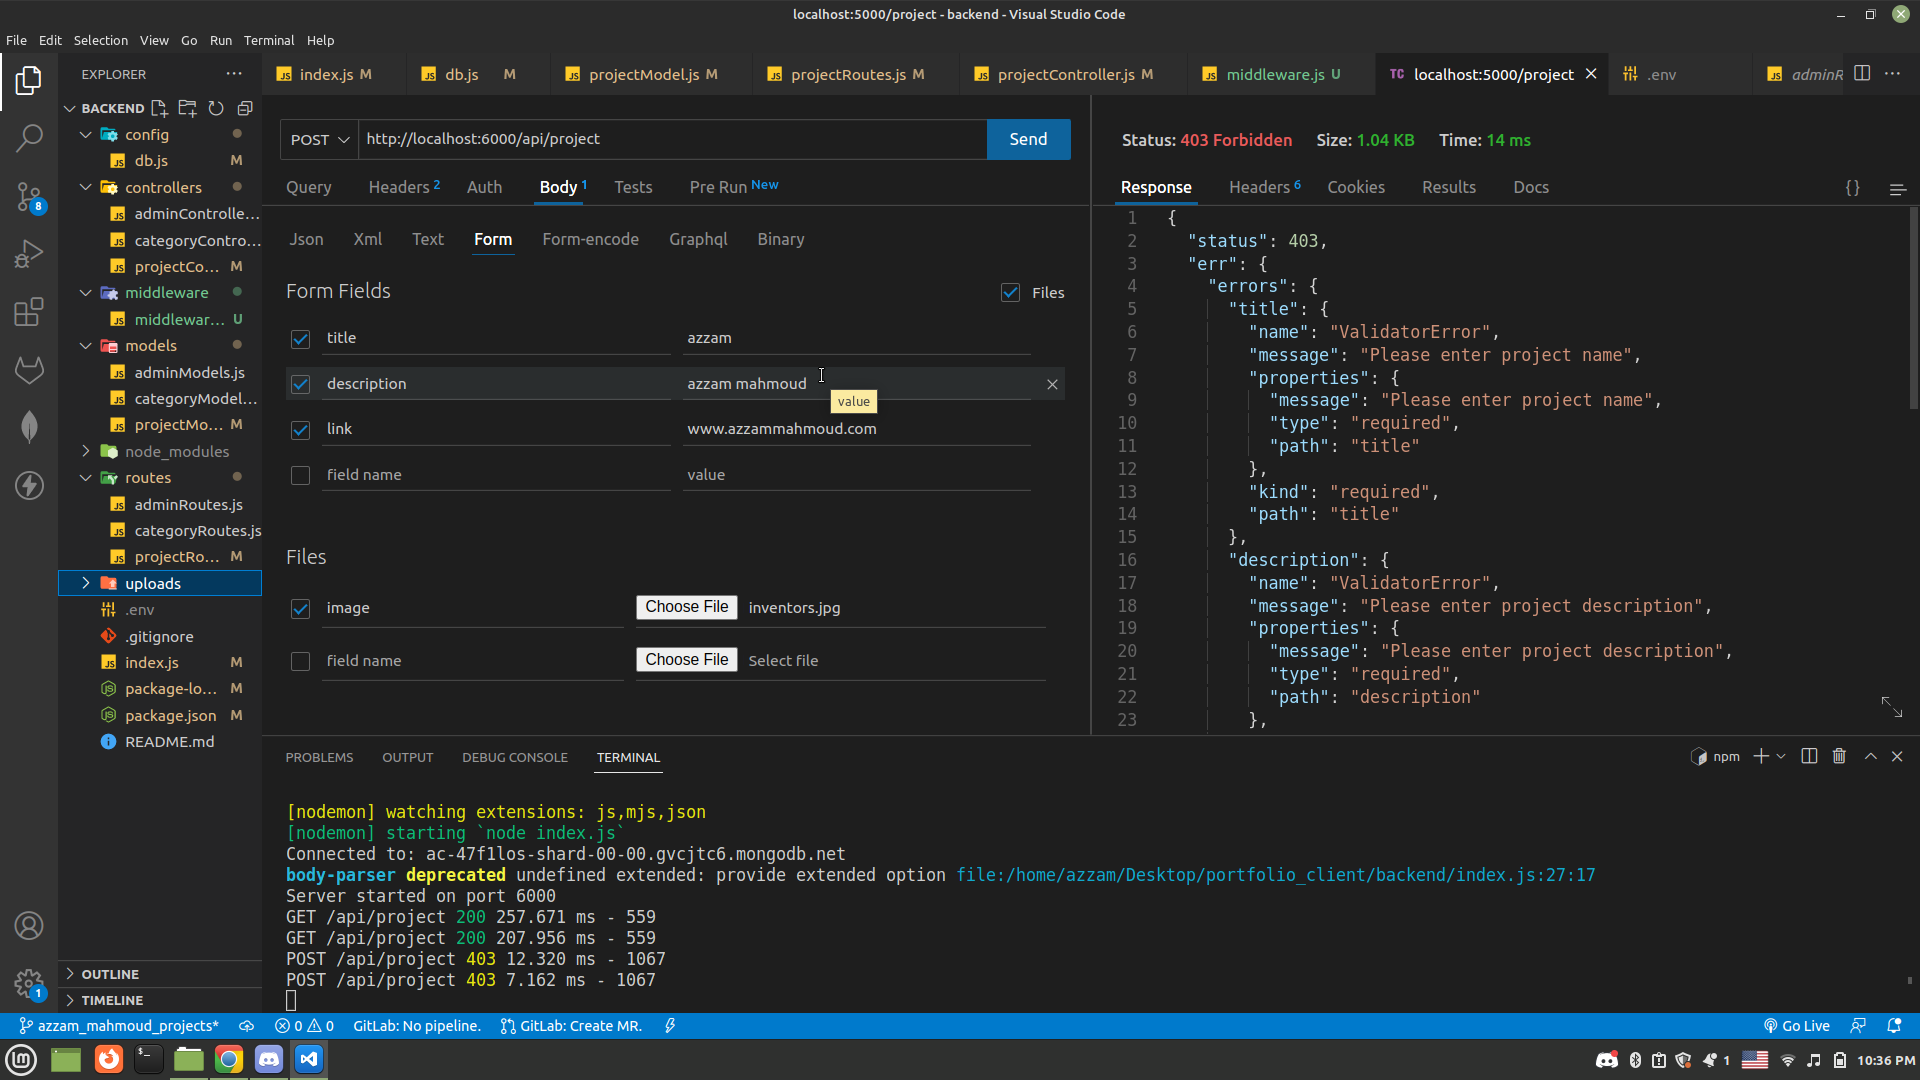 localhost:5000/project - backend - Visual Studio Code
File Edit Selection View Go Run Terminal Help
EXPLORER
index.js M
db.js M
projectModel.js M
projectRoutes.js M
projectController.js M
middleware.js U
TC localhost:5000/project
.env
adminR
BACKEND
config
db.js M
controllers
adminControlle...
categoryContro...
projectCo... M
middleware
middlewar... U
models
adminModels.js
categoryModel...
projectMo... M
node_modules
routes
adminRoutes.js
categoryRoutes.js
projectRo... M
uploads
.env
.gitignore
index.js M
package-lo... M
package.json M
README.md
OUTLINE
TIMELINE
8
1
POST http://localhost:6000/api/project Send
Query Headers 2 Auth Body 1 Tests Pre Run New
Json Xml Text Form Form-encode Graphql Binary
Form Fields Files
title azzam
description azzam mahmoud
value
link www.azzammahmoud.com
field name value
Files
image Choose File inventors.jpg
field name Choose File Select file
Status: 403 Forbidden Size: 1.04 KB Time: 14 ms
Response Headers 6 Cookies Results Docs {}
1 {
2 "status": 403,
3 "err": {
4 "errors": {
5 "title": {
6 "name": "ValidatorError",
7 "message": "Please enter project name",
8 "properties": {
9 "message": "Please enter project name",
10 "type": "required",
11 "path": "title"
12 },
13 "kind": "required",
14 "path": "title"
15 },
16 "description": {
17 "name": "ValidatorError",
18 "message": "Please enter project description",
19 "properties": {
20 "message": "Please enter project description",
21 "type": "required",
22 "path": "description"
23 },
PROBLEMS OUTPUT DEBUG CONSOLE TERMINAL
npm
[nodemon] watching extensions: js,mjs,json
[nodemon] starting `node index.js`
Connected to: ac-47f1los-shard-00-00.gvcjtc6.mongodb.net
body-parser deprecated undefined extended: provide extended option file:/home/azzam/Desktop/portfolio_client/backend/index.js:27:17
Server started on port 6000
GET /api/project 200 257.671 ms - 559
GET /api/project 200 207.956 ms - 559
POST /api/project 403 12.320 ms - 1067
POST /api/project 403 7.162 ms - 1067
azzam_mahmoud_projects* 0 0 GitLab: No pipeline. GitLab: Create MR. Go Live
1 10:36 PM